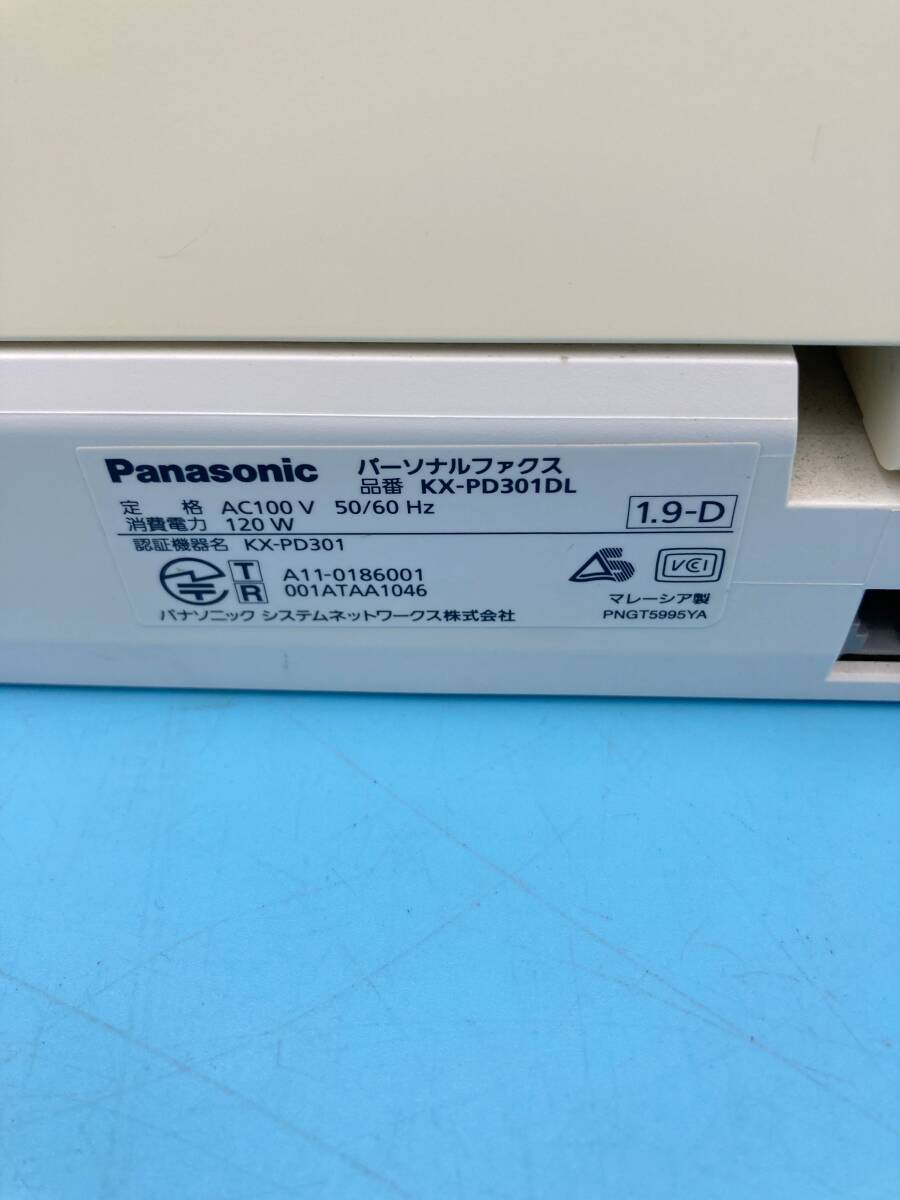 Panasonic パーソナルファクス
品番 KX-PD301DL
定 格 AC100 V 50/60 Hz
消費電力 120 W
1.9-D
認証機器名 KX-PD301
T A11-0186001
R 001ATAA1046
VCI
パナソニック システムネットワークス株式会社
マレーシア製
PNGT5995YA